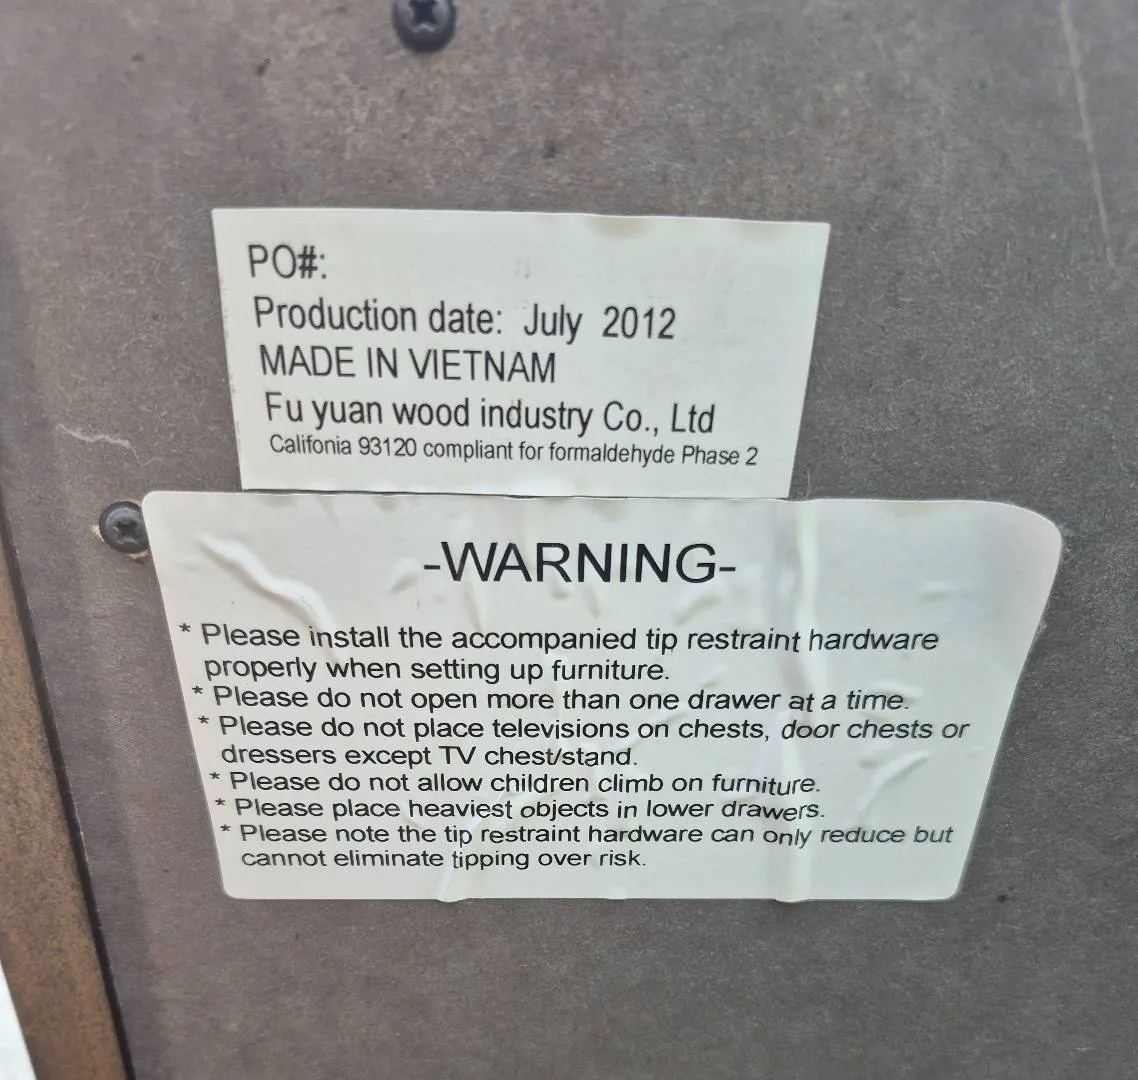 PO#:
Production date: July 2012
MADE IN VIETNAM
Fu yuan wood industry Co., Ltd
Califonia 93120 compliant for formaldehyde Phase 2
-WARNING-
* Please install the accompanied tip restraint hardware
properly when setting up furniture.
* Please do not open more than one drawer at a time.
* Please do not place televisions on chests, door chests or
dressers except TV chest/stand.
* Please do not allow children climb on furniture.
* Please place heaviest objects in lower drawers.
* Please note the tip restraint hardware can only reduce but
cannot eliminate tipping over risk.